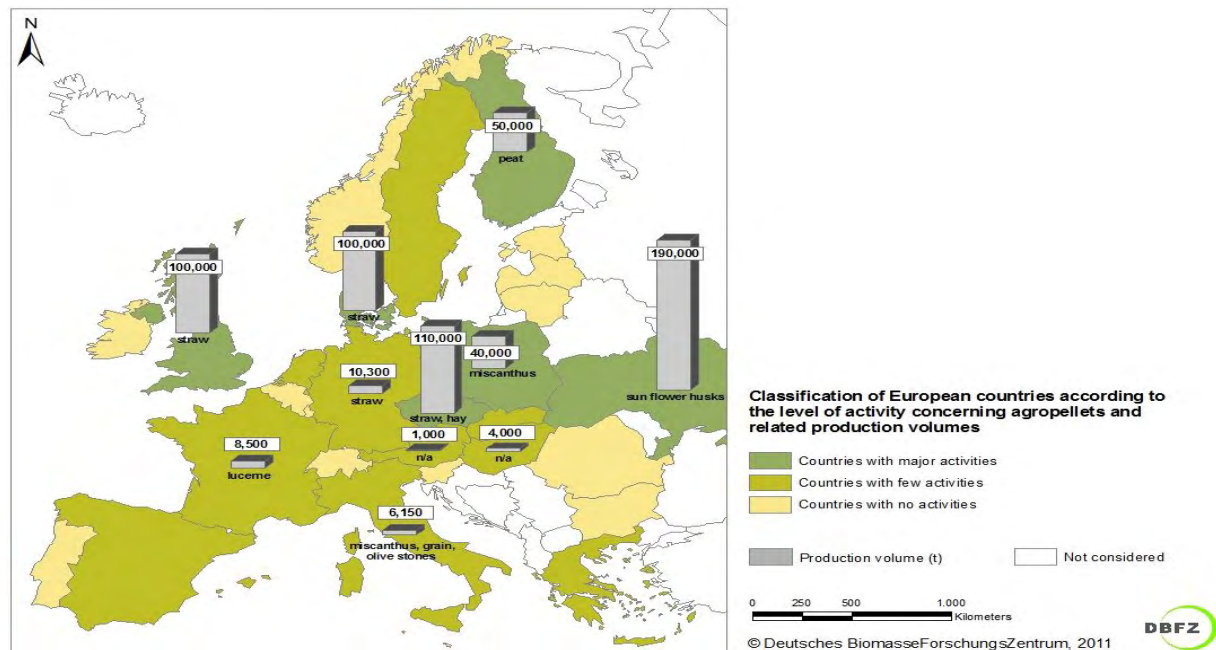 N
50,000
peat
100,000
straw
100,000
straw
190,000
sun flower husks
110,000
straw, hay
40,000
miscanthus
10,300
straw
1,000
n/a
4,000
n/a
8,500
lucerne
6,150
miscanthus, grain,
olive stones
Classification of European countries according to
the level of activity concerning agropellets and
related production volumes
Countries with major activities
Countries with few activities
Countries with no activities
Production volume (t)
Not considered
0 250 500 1.000
Kilometers
© Deutsches BiomasseForschungsZentrum, 2011
DBFZ